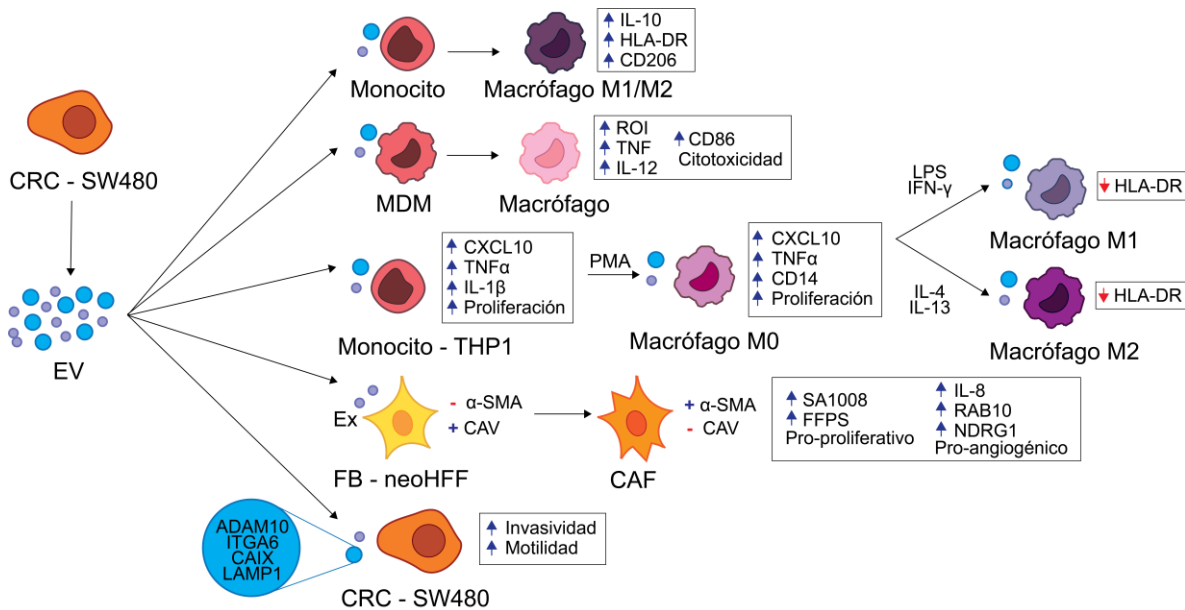 CRC - SW480
EV
Monocito
Macrófago M1/M2
IL-10
HLA-DR
CD206
MDM
Macrófago
ROI
TNF
IL-12
CD86
Citotoxicidad
Monocito - THP1
CXCL10
TNFα
IL-1β
Proliferación
PMA
Macrófago M0
CXCL10
TNFα
CD14
Proliferación
LPS
IFN-γ
Macrófago M1
HLA-DR
IL-4
IL-13
Macrófago M2
HLA-DR
Ex
FB - neoHFF
- α-SMA
+ CAV
CAF
+ α-SMA
- CAV
SA1008
FFPS
Pro-proliferativo
IL-8
RAB10
NDRG1
Pro-angiogénico
ADAM10
ITGA6
CAIX
LAMP1
CRC - SW480
Invasividad
Motilidad